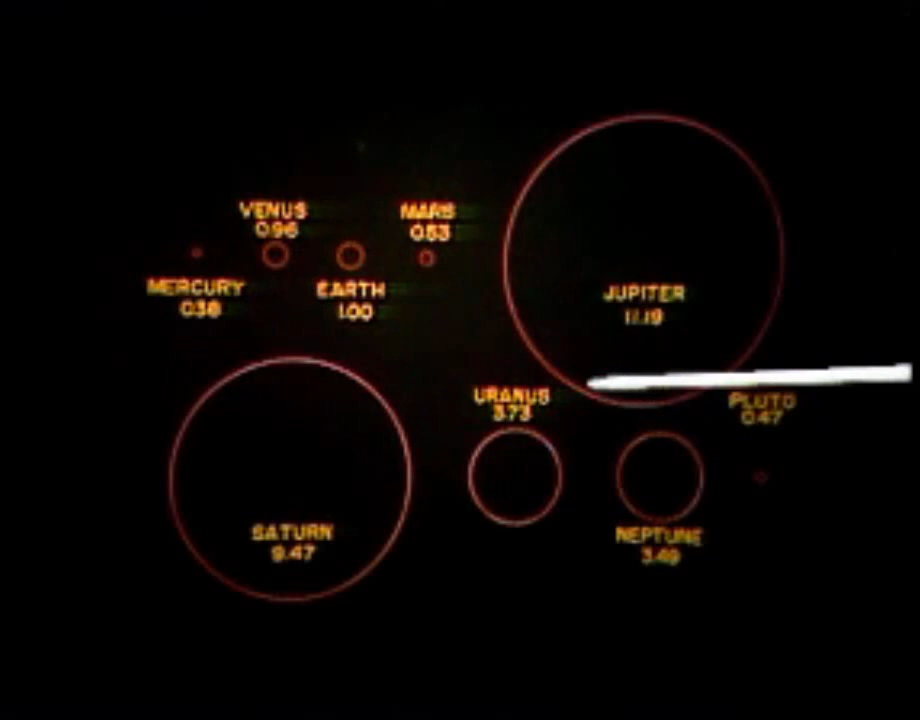 VENUS
0.96
MARS
0.53
MERCURY
0.38
EARTH
1.00
JUPITER
11.19
URANUS
3.73
PLUTO
0.47
SATURN
9.47
NEPTUNE
3.49